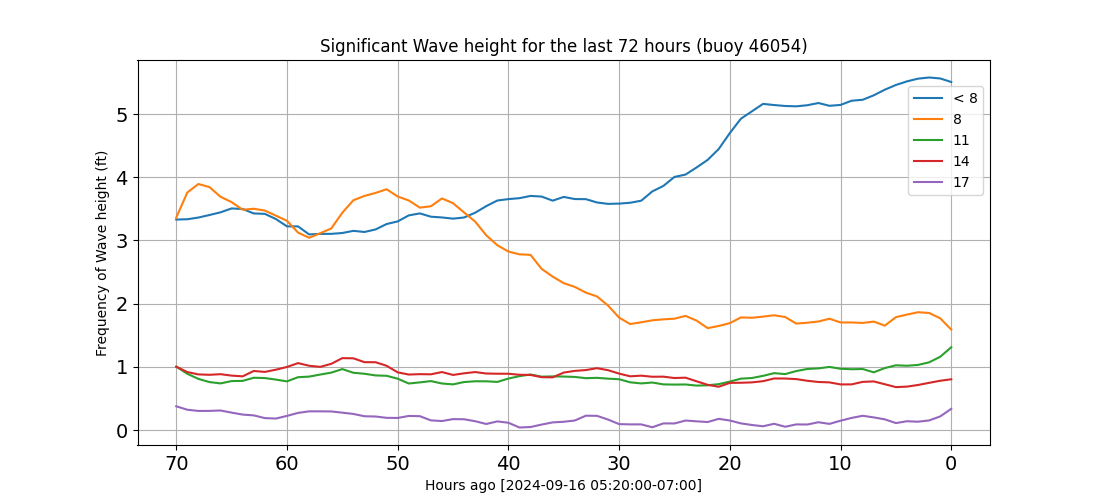 Significant Wave height for the last 72 hours (buoy 46054)
Frequency of Wave height (ft)
5
4
3
2
1
0
< 8
8
11
14
17
70 60 50 40 30 20 10 0
Hours ago [2024-09-16 05:20:00-07:00]